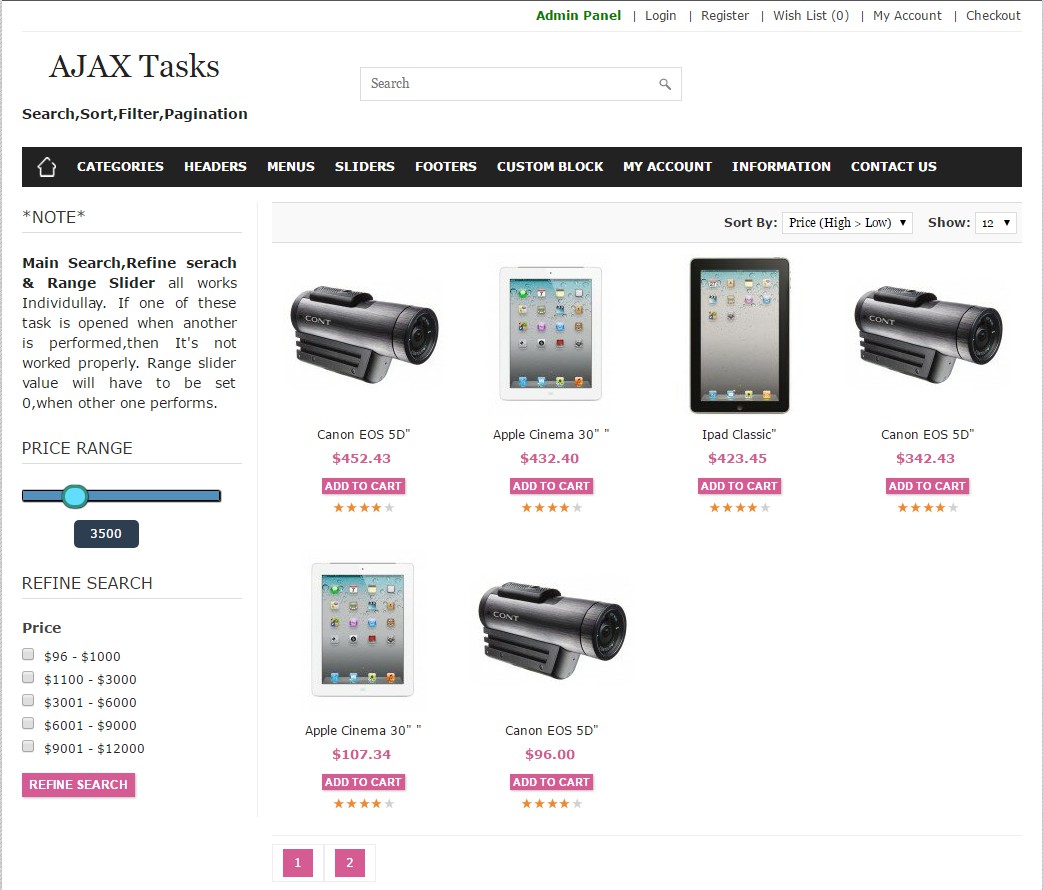 Admin Panel | Login | Register | Wish List (0) | My Account | Checkout
AJAX Tasks
Search
Search,Sort,Filter,Pagination
CATEGORIES HEADERS MENUS SLIDERS FOOTERS CUSTOM BLOCK MY ACCOUNT INFORMATION CONTACT US
*NOTE*
Main Search,Refine serach
& Range Slider all works
Individullay. If one of these
task is opened when another
is performed,then It's not
worked properly. Range slider
value will have to be set
0,when other one performs.
PRICE RANGE
3500
REFINE SEARCH
Price
$96 - $1000
$1100 - $3000
$3001 - $6000
$6001 - $9000
$9001 - $12000
REFINE SEARCH
Sort By: Price (High > Low) Show: 12
CONT
CONT
Canon EOS 5D" Apple Cinema 30" " Ipad Classic" Canon EOS 5D"
$452.43 $432.40 $423.45 $342.43
ADD TO CART ADD TO CART ADD TO CART ADD TO CART
CONT
Apple Cinema 30" " Canon EOS 5D"
$107.34 $96.00
ADD TO CART ADD TO CART
1 2